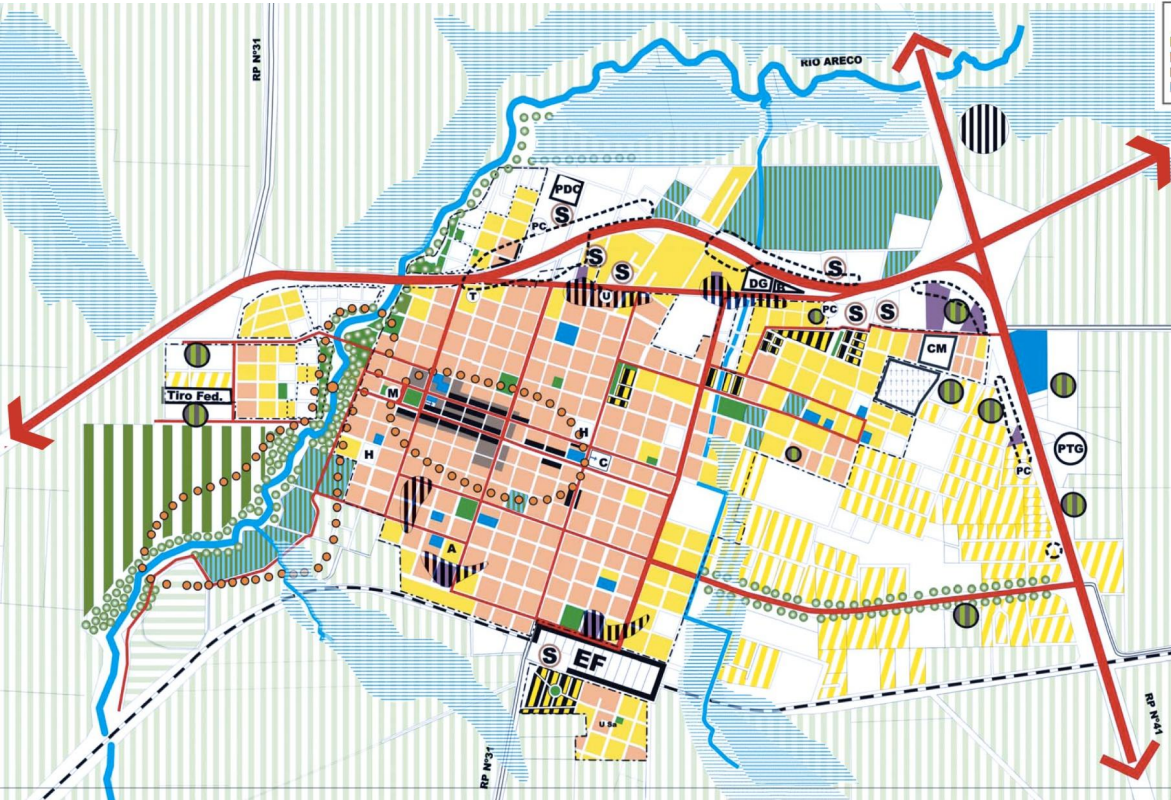 RP Nº31
RIO ARECO
PDC
S
PC
S
S
S
T
U
DG
PC
S
S
CM
Tiro Fed.
M
H
H
C
PTG
PC
A
S
EF
U Sa
RP Nº31
RP Nº41